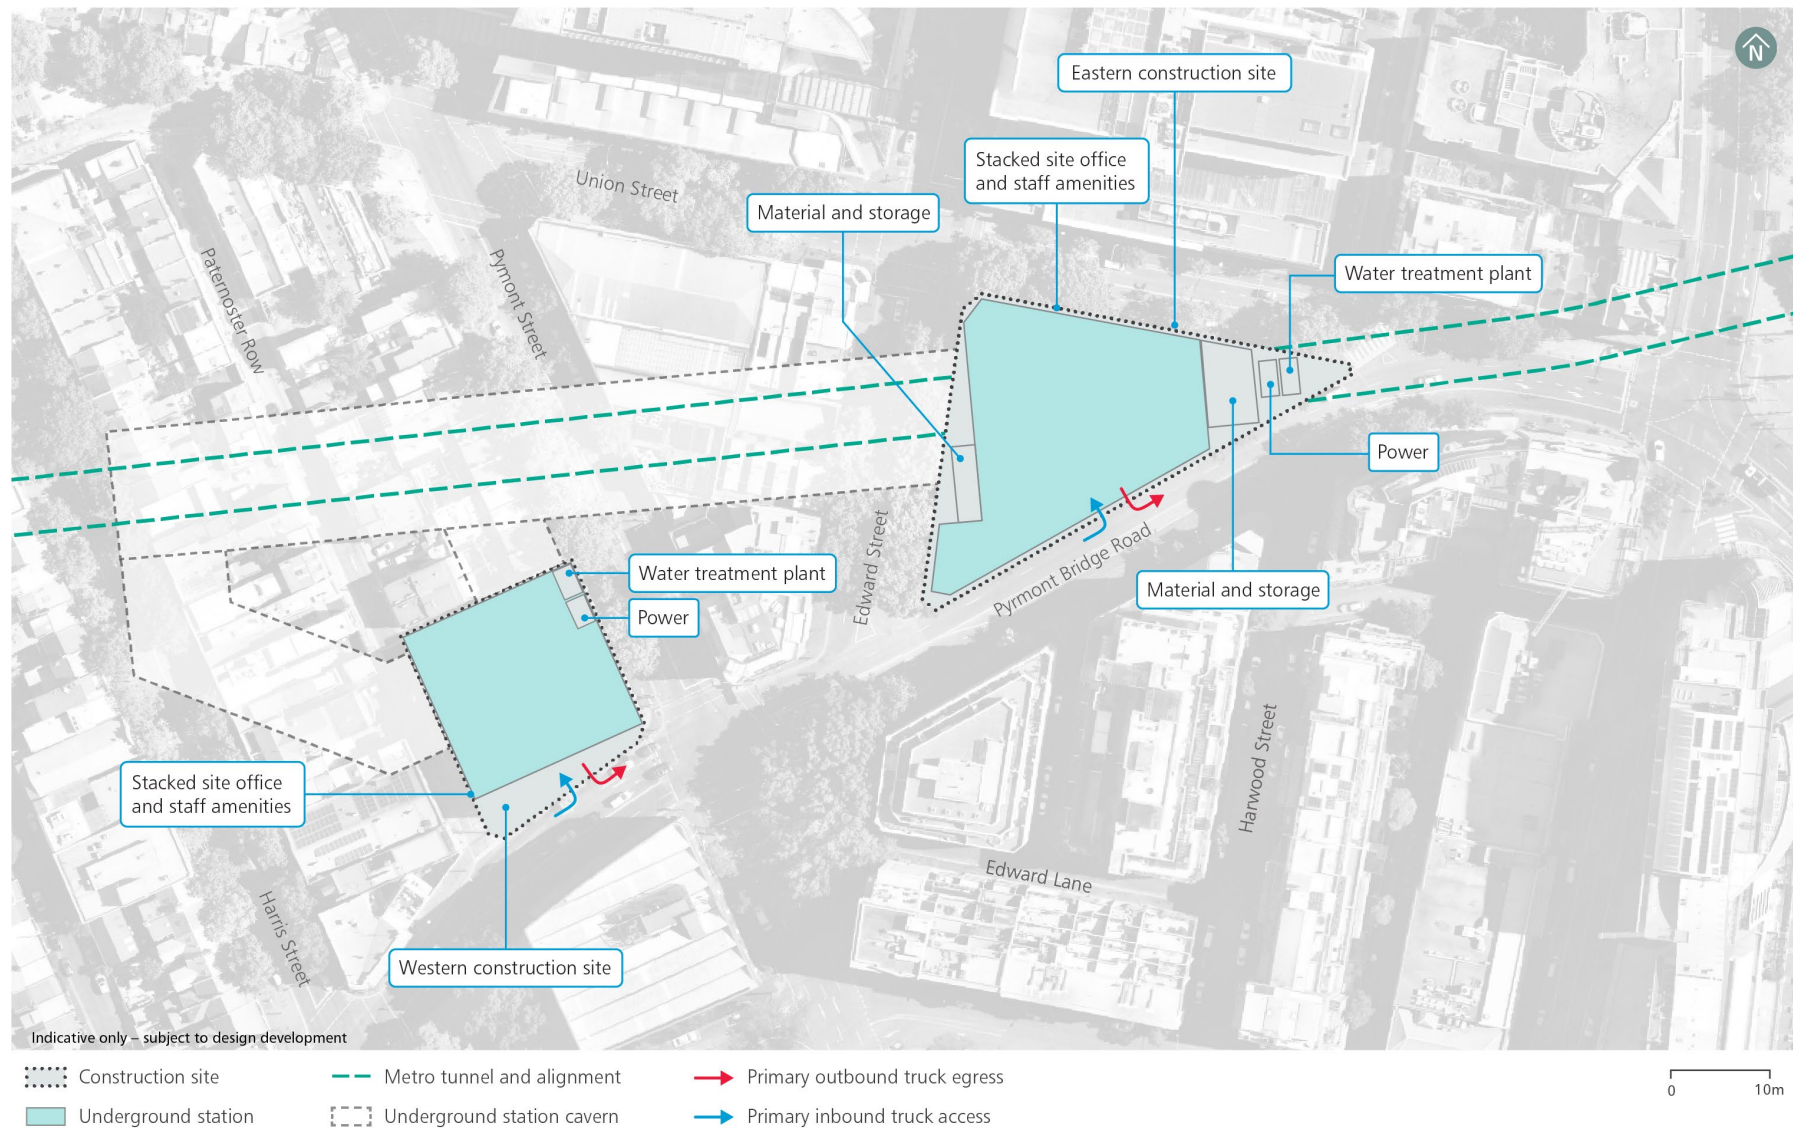 N
Eastern construction site
Stacked site office
and staff amenities
Union Street
Material and storage
Paternoster Row
Pymont Street
Water treatment plant
Power
Edward Street
Pyrmont Bridge Road
Water treatment plant
Material and storage
Power
Harwood Street
Stacked site office
and staff amenities
Edward Lane
Harris Street
Western construction site
Indicative only – subject to design development
Construction site
Metro tunnel and alignment
Primary outbound truck egress
0
10m
Underground station
Underground station cavern
Primary inbound truck access